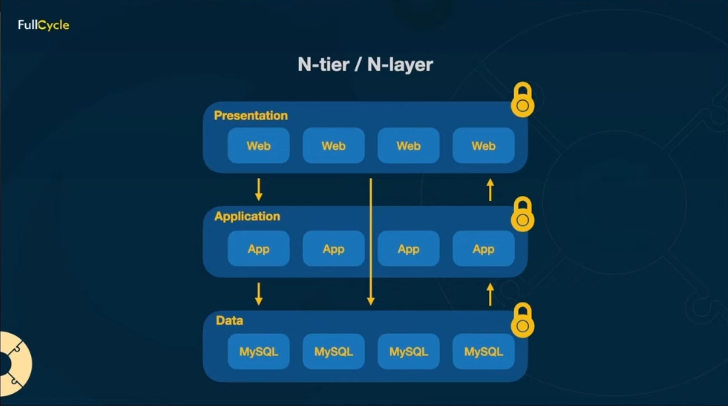 FullCycle
N-tier / N-layer
Presentation
Web Web Web Web
Application
App App App App
Data
MySQL MySQL MySQL MySQL